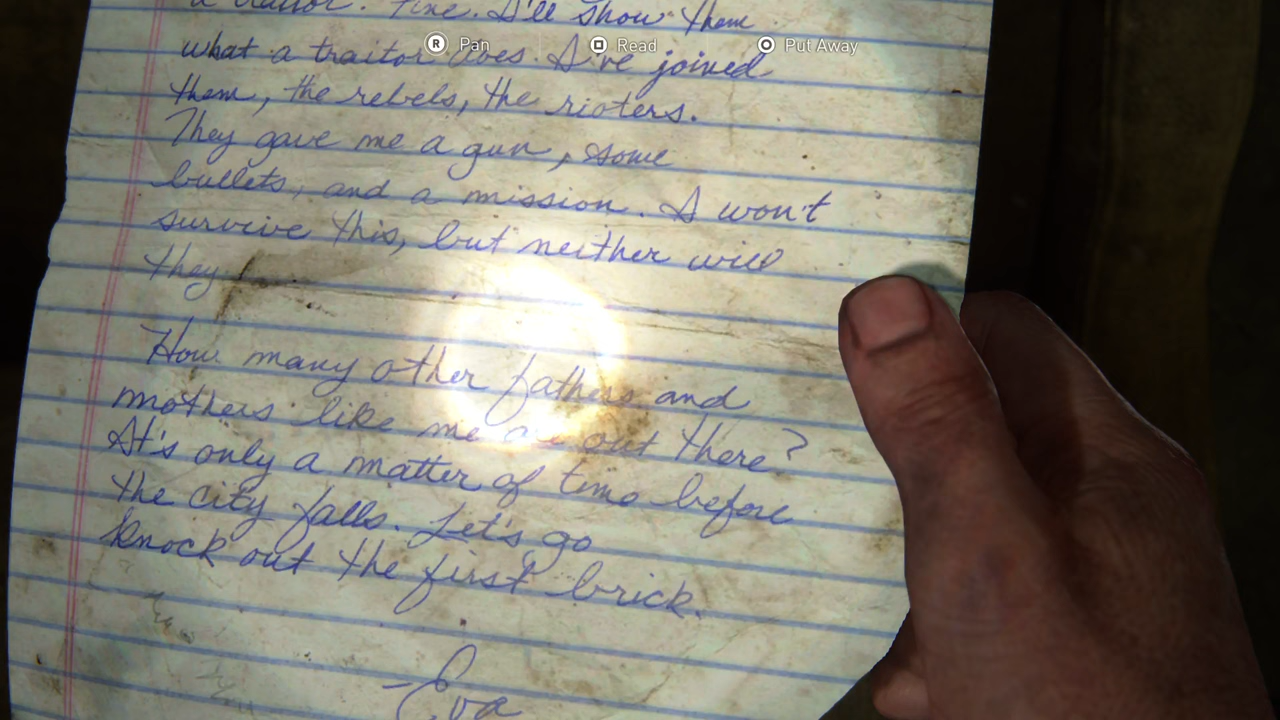 a traitor. Fine. I'll show them
R Pan Read Put Away
what a traitor does. I've joined
them, the rebels, the rioters.
They gave me a gun, some
bullets, and a mission. I won't
survive this, but neither will
they
How many other fathers and
mothers like me are out there?
It's only a matter of time before
the city falls. Let's go
knock out the first brick.
-Eva